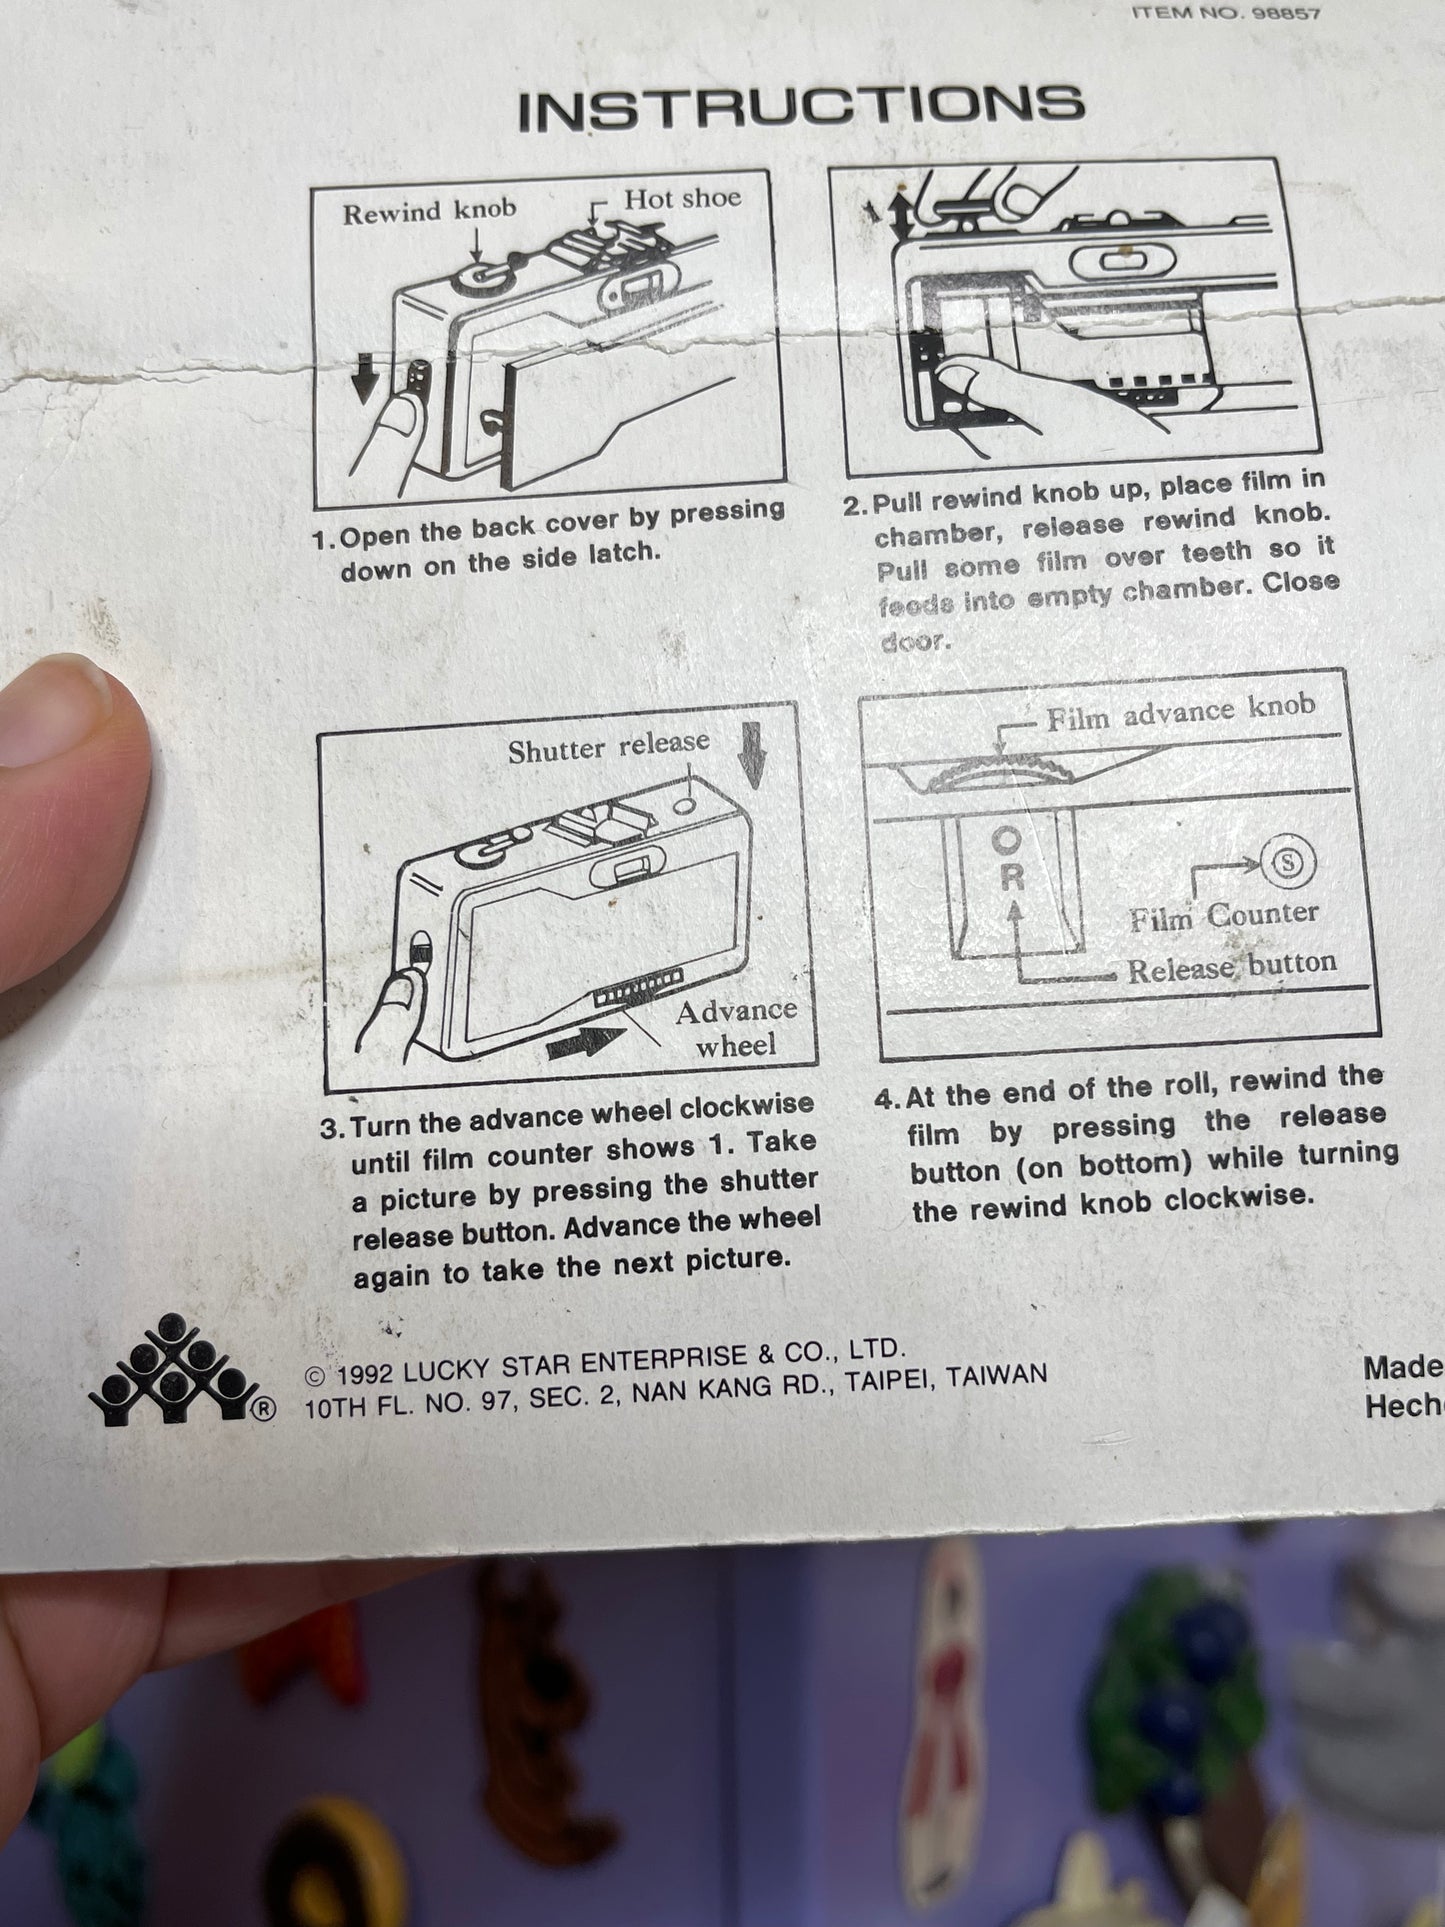 ITEM NO. 98857
INSTRUCTIONS
Rewind knob
Hot shoe
1. Open the back cover by pressing
down on the side latch.
2. Pull rewind knob up, place film in
chamber, release rewind knob.
Pull some film over teeth so it
feeds into empty chamber. Close
door.
Shutter release
Advance
wheel
3. Turn the advance wheel clockwise
until film counter shows 1. Take
a picture by pressing the shutter
release button. Advance the wheel
again to take the next picture.
Film advance knob
O
R
S
Film Counter
Release button
4. At the end of the roll, rewind the
film by pressing the release
button (on bottom) while turning
the rewind knob clockwise.
®
© 1992 LUCKY STAR ENTERPRISE & CO., LTD.
10TH FL. NO. 97, SEC. 2, NAN KANG RD., TAIPEI, TAIWAN
Made